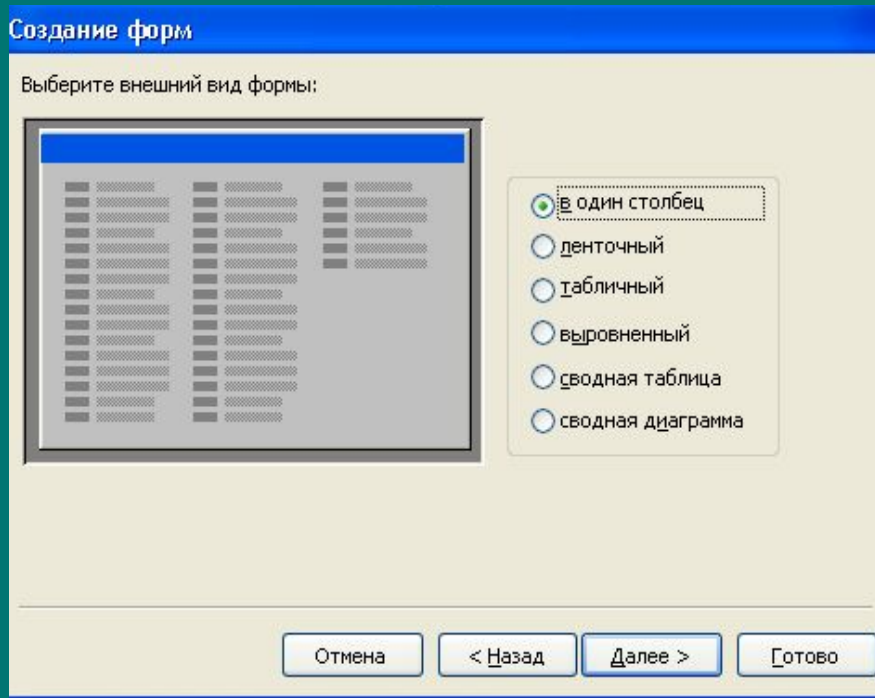 Создание форм
Выберите внешний вид формы:
в один столбец
ленточный
табличный
выровненный
сводная таблица
сводная диаграмма
Отмена
< Назад
Далее >
Готово